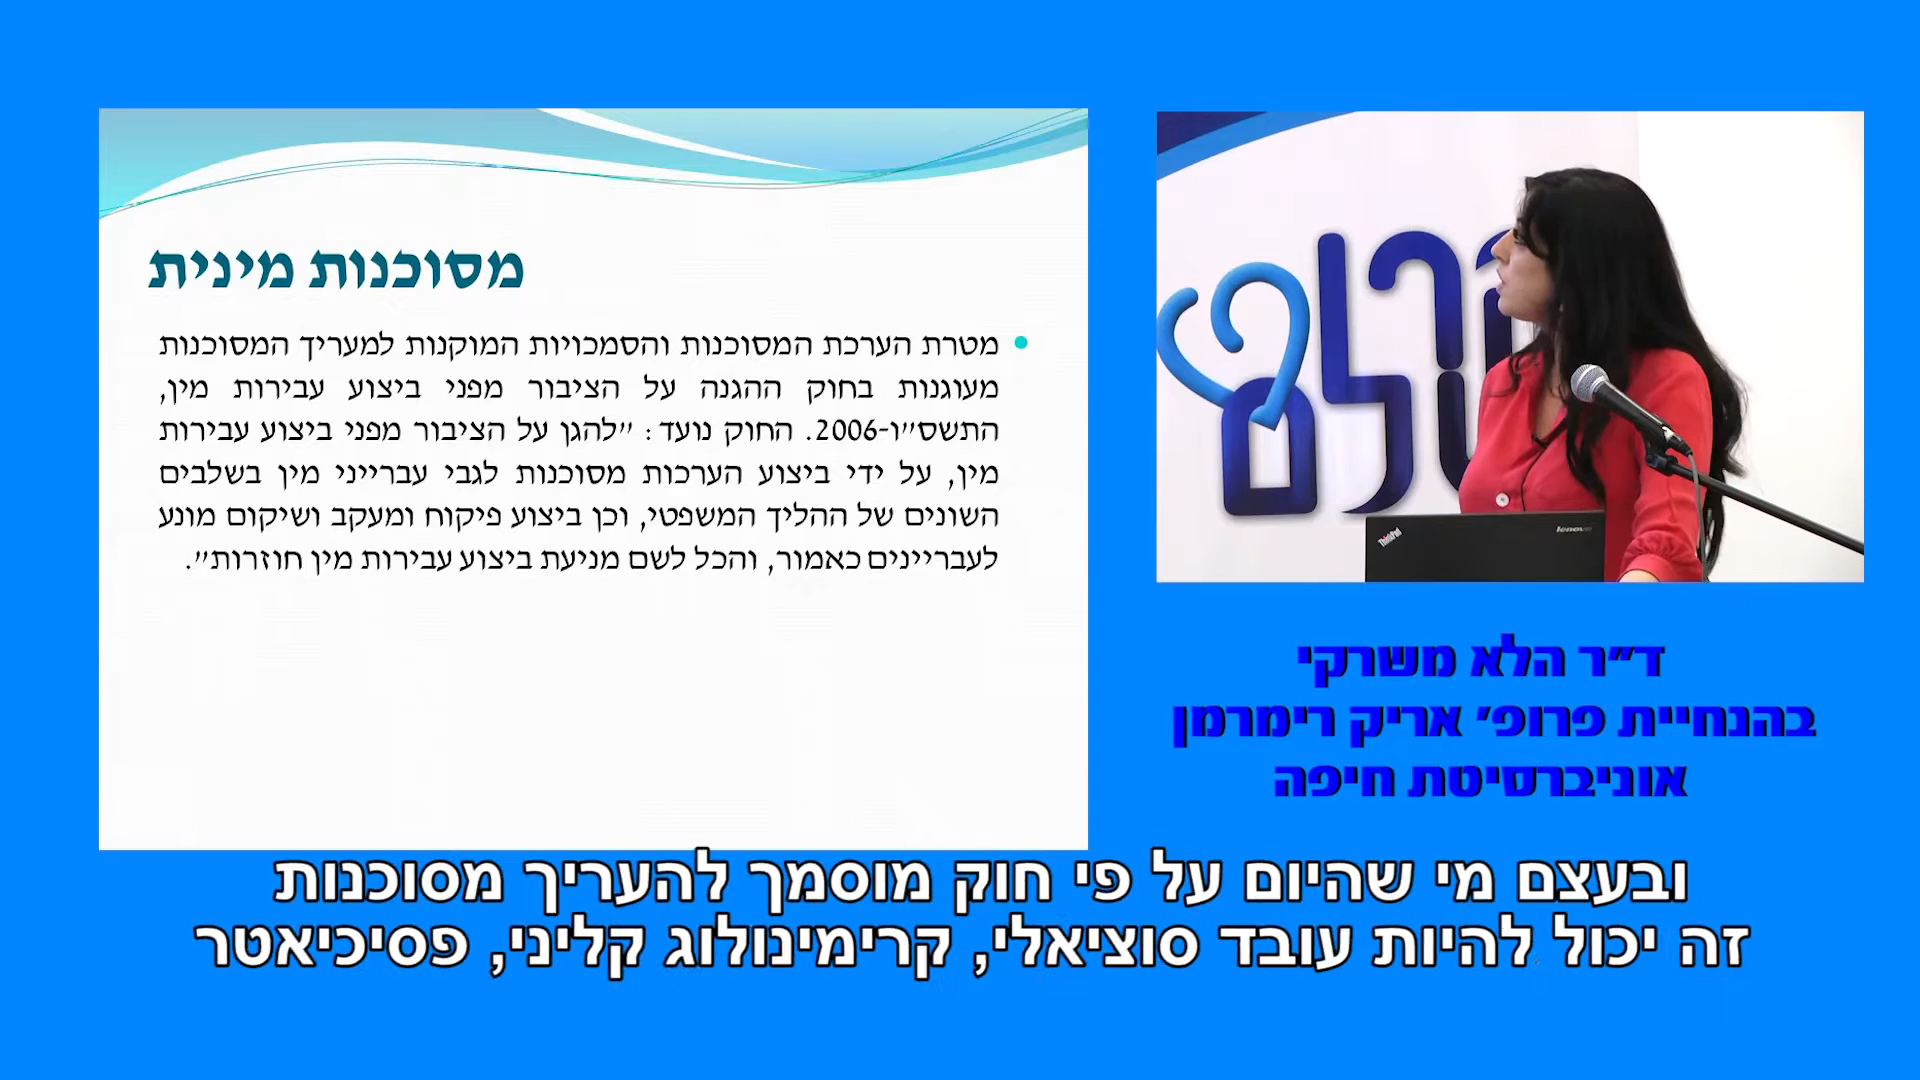 מסוכנות מינית
• מטרת הערכת המסוכנות והסמכויות המוקנות למעריך המסוכנות
מעוגנות בחוק ההגנה על הציבור מפני ביצוע עבירות מין,
התשס״ו-2006. החוק נועד: ״להגן על הציבור מפני ביצוע עבירות
מין, על ידי ביצוע הערכות מסוכנות לגבי עברייני מין בשלבים
השונים של ההליך המשפטי, וכן ביצוע פיקוח ומעקב ושיקום מונע
לעבריינים כאמור, והכל לשם מניעת ביצוע עבירות מין חוזרות״.
ThinkPad
lenovo
ד״ר הלא משרקי
בהנחיית פרופ׳ אריק רימרמן
אוניברסיטת חיפה
ובעצם מי שהיום על פי חוק מוסמך להעריך מסוכנות
זה יכול להיות עובד סוציאלי, קרימינולוג קליני, פסיכיאטר